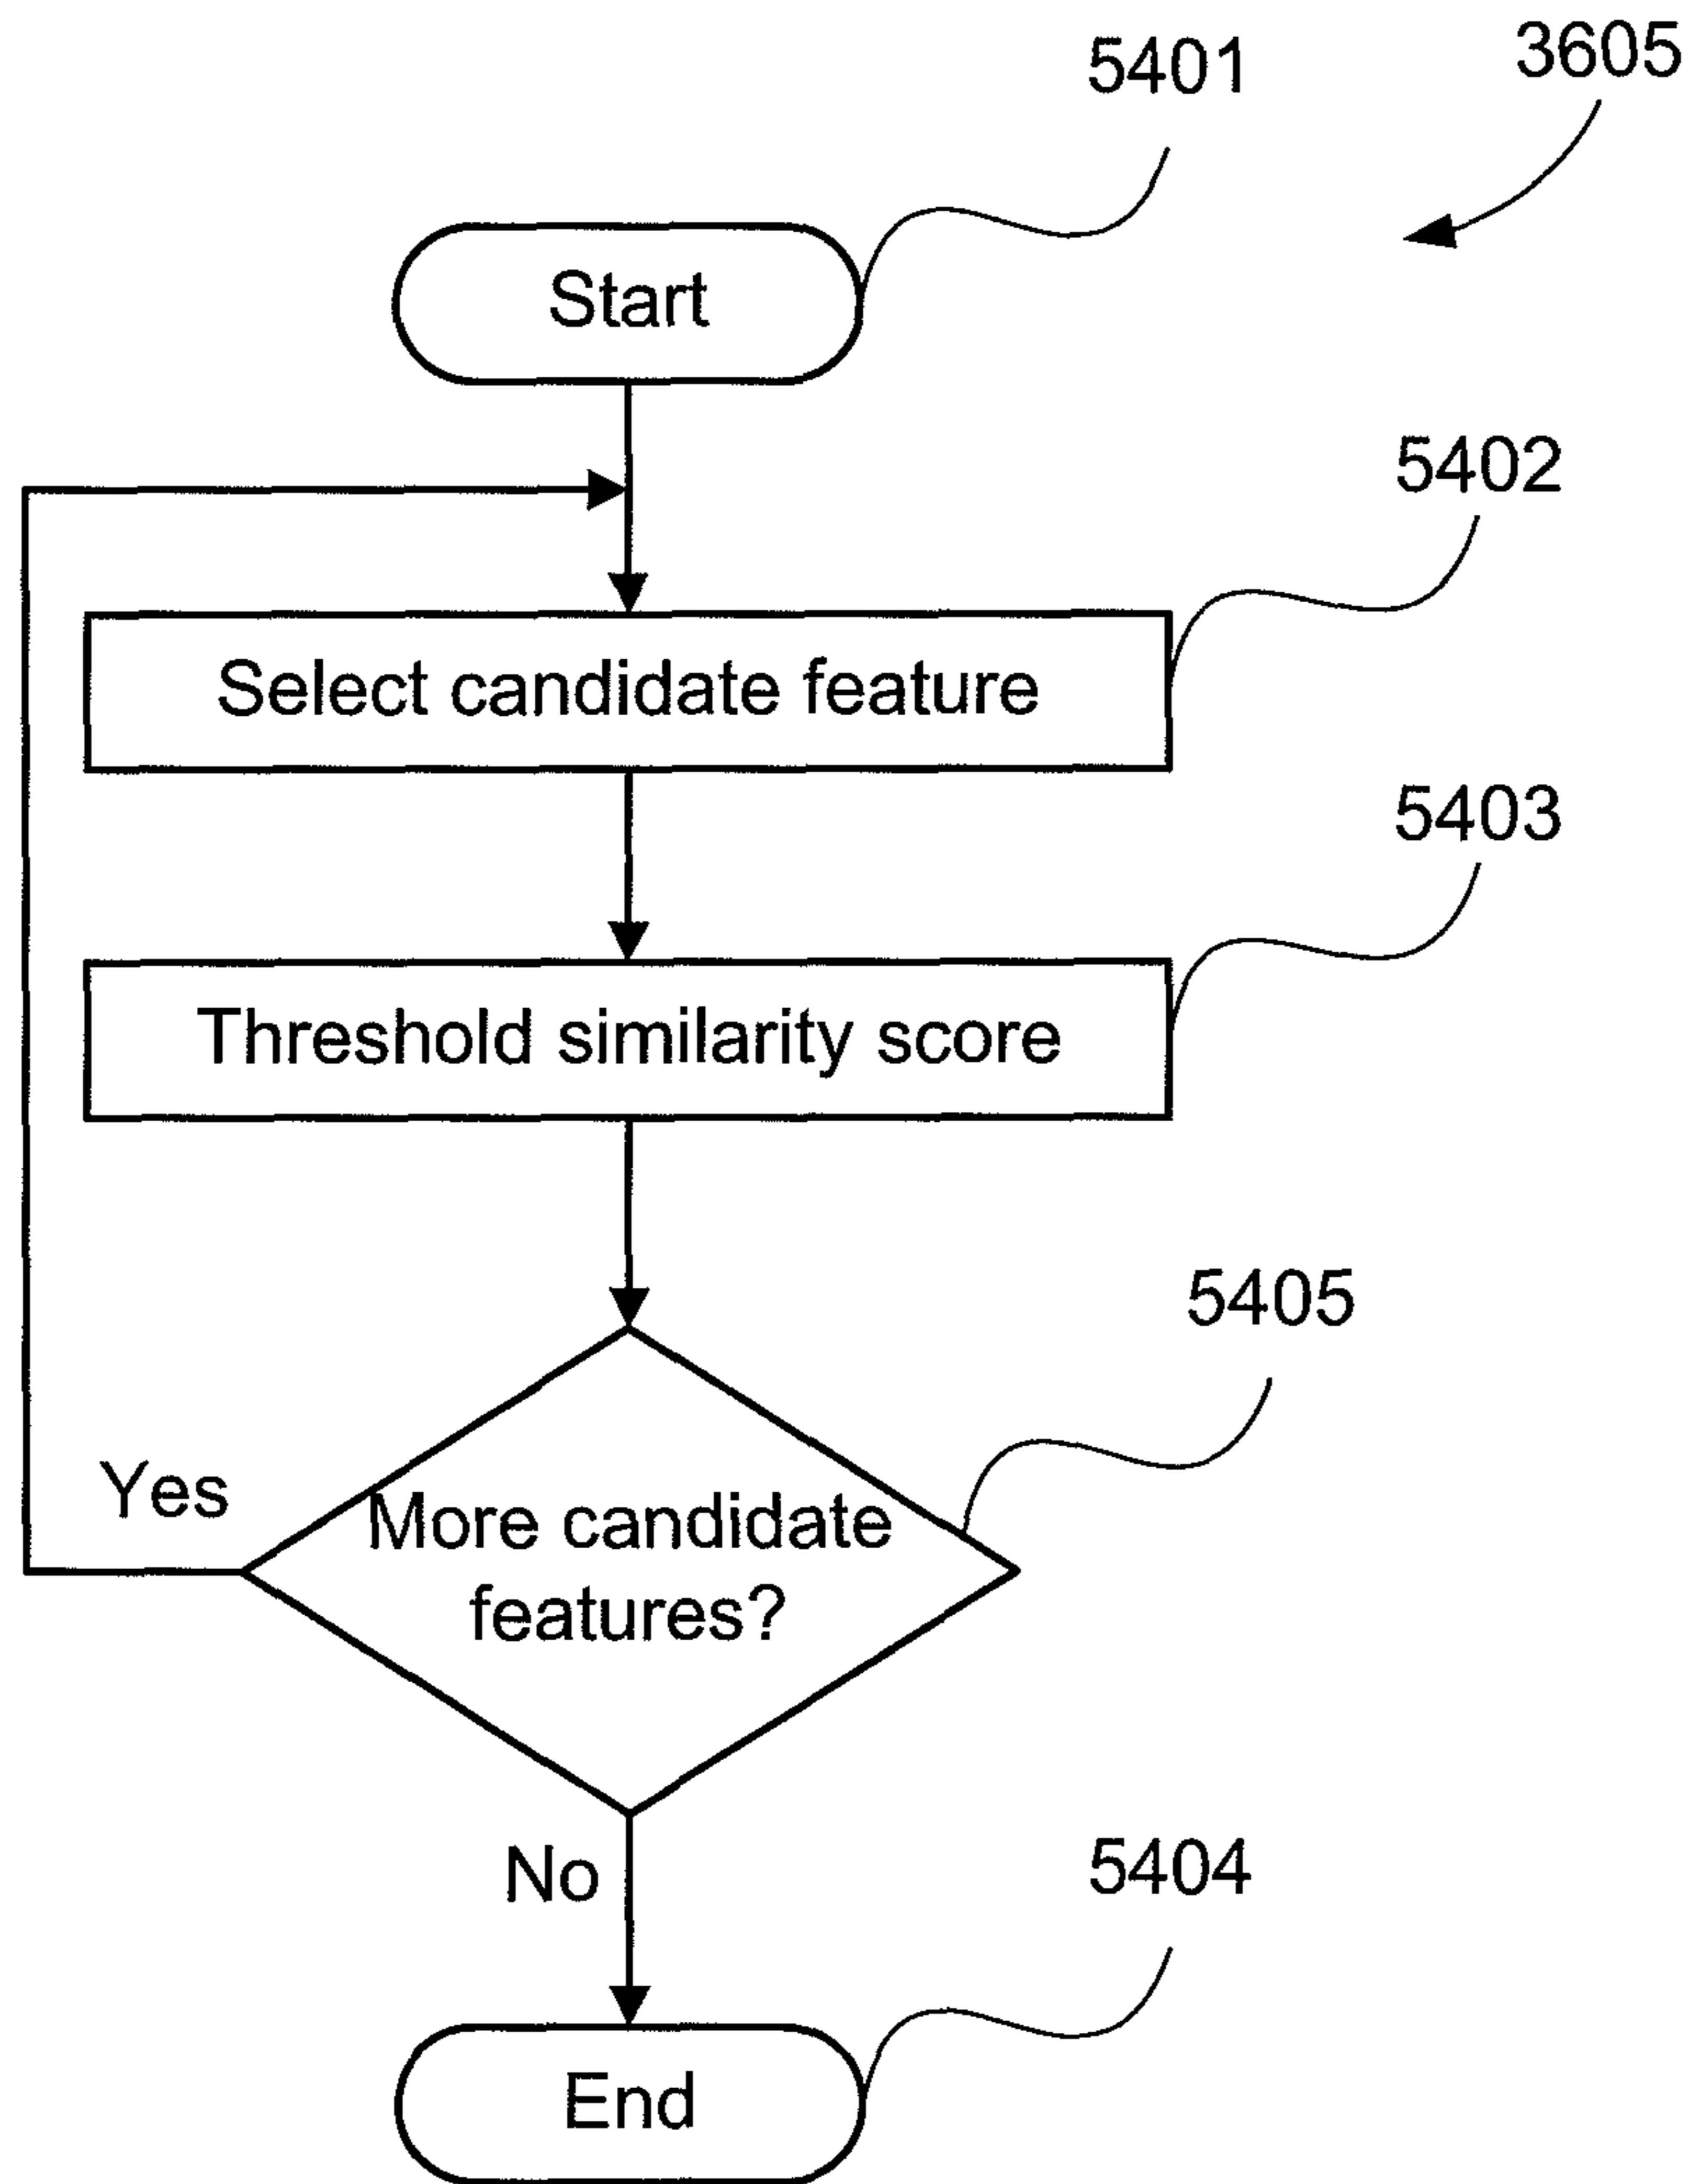 3605
5401
Start
5402
Select candidate feature
5403
Threshold similarity score
5405
Yes
More candidate
features?
No
5404
End